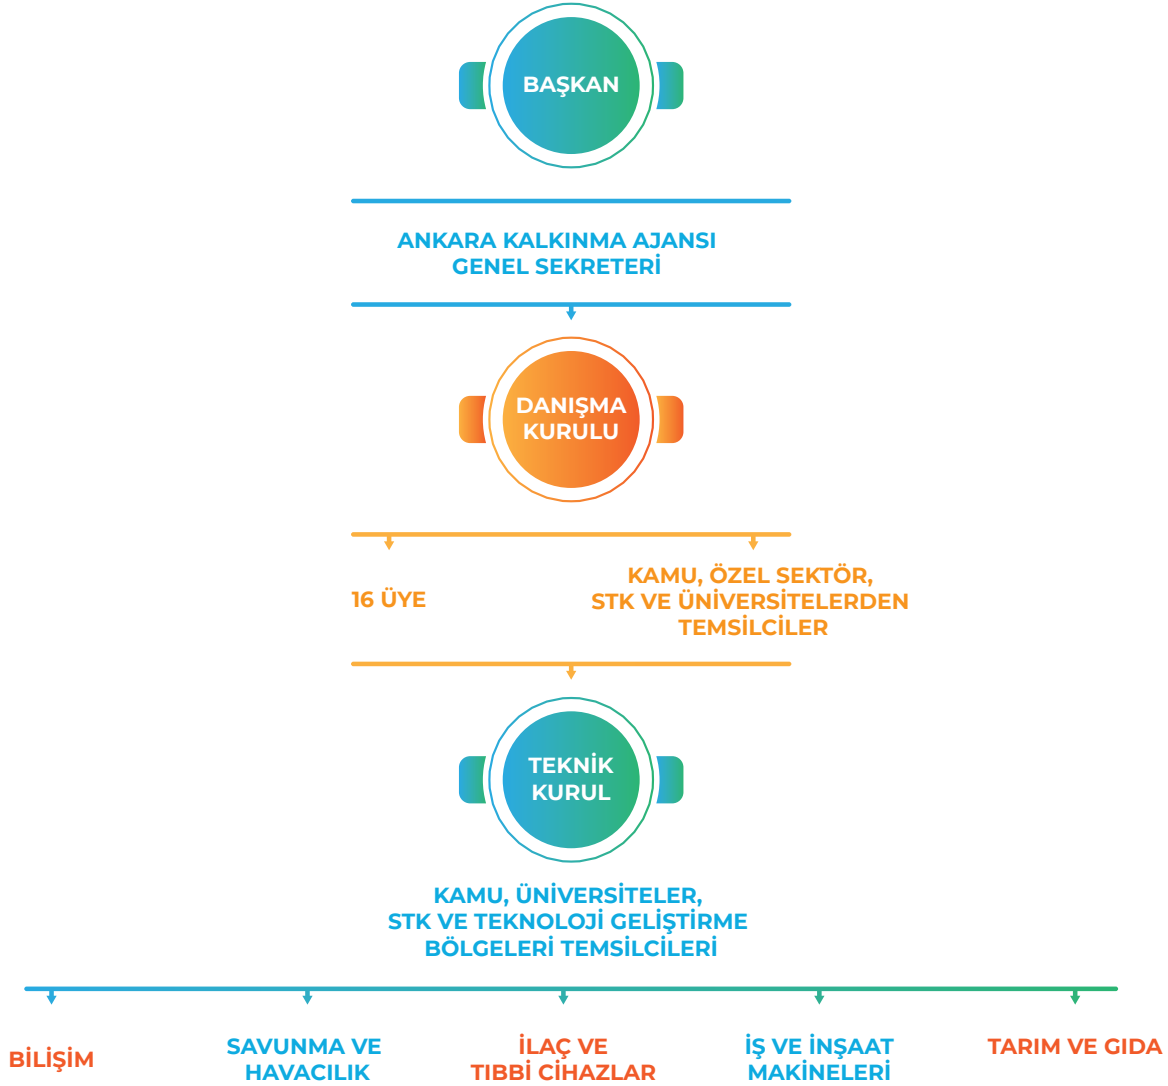 BAŞKAN
ANKARA KALKINMA AJANSI
GENEL SEKRETERİ
DANIŞMA
KURULU
16 ÜYE
KAMU, ÖZEL SEKTÖR,
STK VE ÜNİVERSİTELERDEN
TEMSİLCİLER
TEKNİK
KURUL
KAMU, ÜNİVERSİTELER,
STK VE TEKNOLOJİ GELİŞTİRME
BÖLGELERİ TEMSİLCİLERİ
BİLİŞİM
SAVUNMA VE
HAVACILIK
İLAÇ VE
TIBBİ CİHAZLAR
İŞ VE İNŞAAT
MAKİNELERİ
TARIM VE GIDA